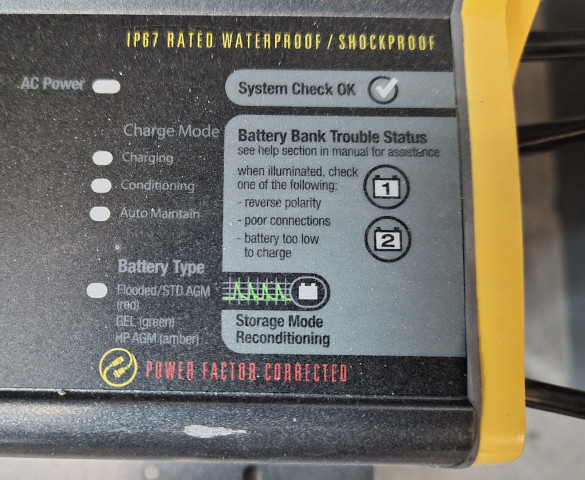 IP67 RATED WATERPROOF / SHOCKPROOF
AC Power
System Check OK
Charge Mode
Charging
Conditioning
Auto Maintain
Battery Bank Trouble Status
see help section in manual for assistance
when illuminated, check
one of the following:
- reverse polarity
- poor connections
- battery too low
to charge
1
2
Battery Type
Flooded/STD AGM
(red)
GEL (green)
HP AGM (amber)
Storage Mode
Reconditioning
POWER FACTOR CORRECTED